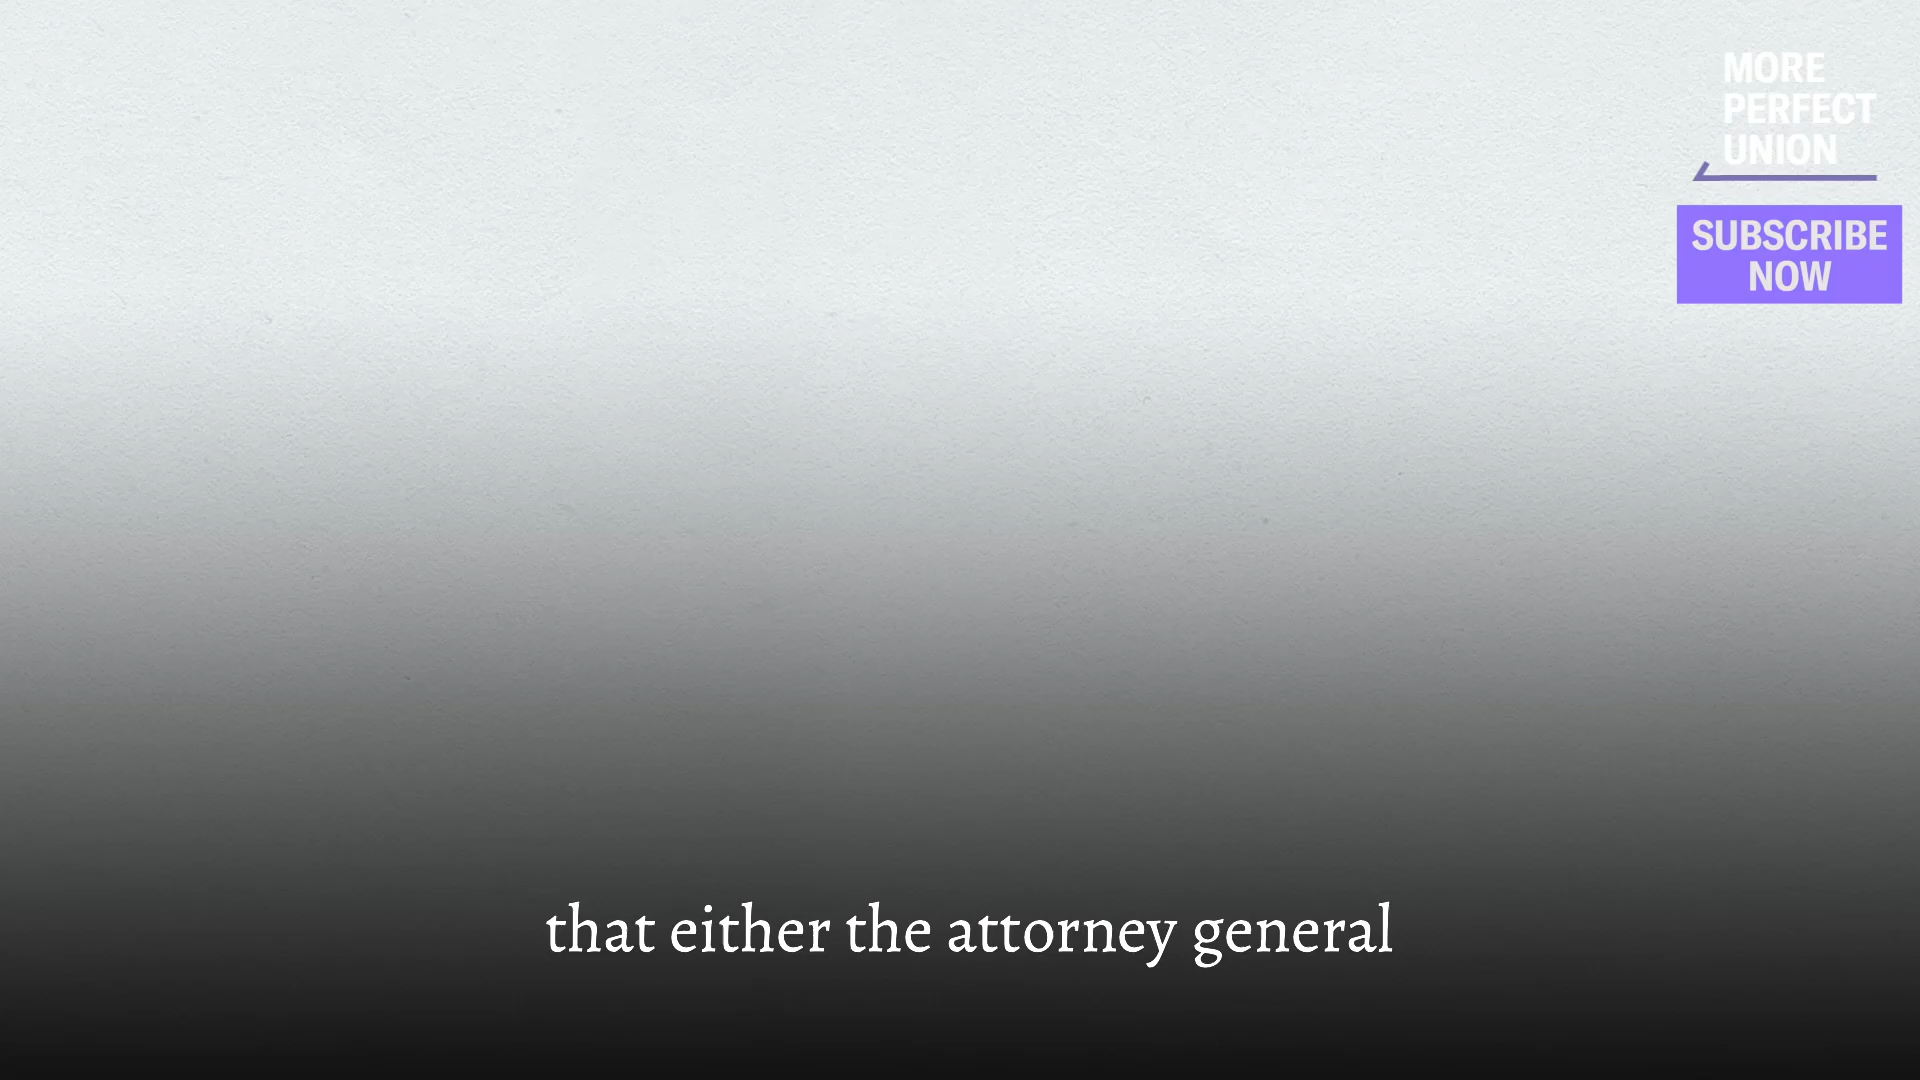 MORE
PERFECT
UNION
SUBSCRIBE
NOW
that either the attorney general